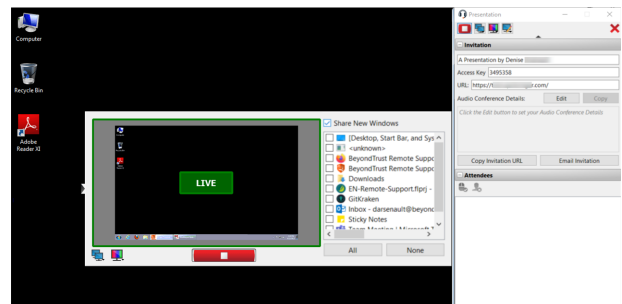 Computer
Recycle Bin
Adobe
Reader XI
LIVE
Share New Windows
[Desktop, Start Bar, and Sys
<unknown>
BeyondTrust Remote Suppo
BeyondTrust Remote Suppo
Downloads
EN-Remote-Support.flprj -
GitKraken
Inbox - darsenault@beyond
Sticky Notes
Team Meeting | Microsoft T
All
None
Presentation
Invitation
A Presentation by Denise
Access Key 3495358
URL: https://t .com/
Audio Conference Details:
Edit
Copy
Click the Edit button to set your Audio Conference Details
Copy Invitation URL
Email Invitation
Attendees